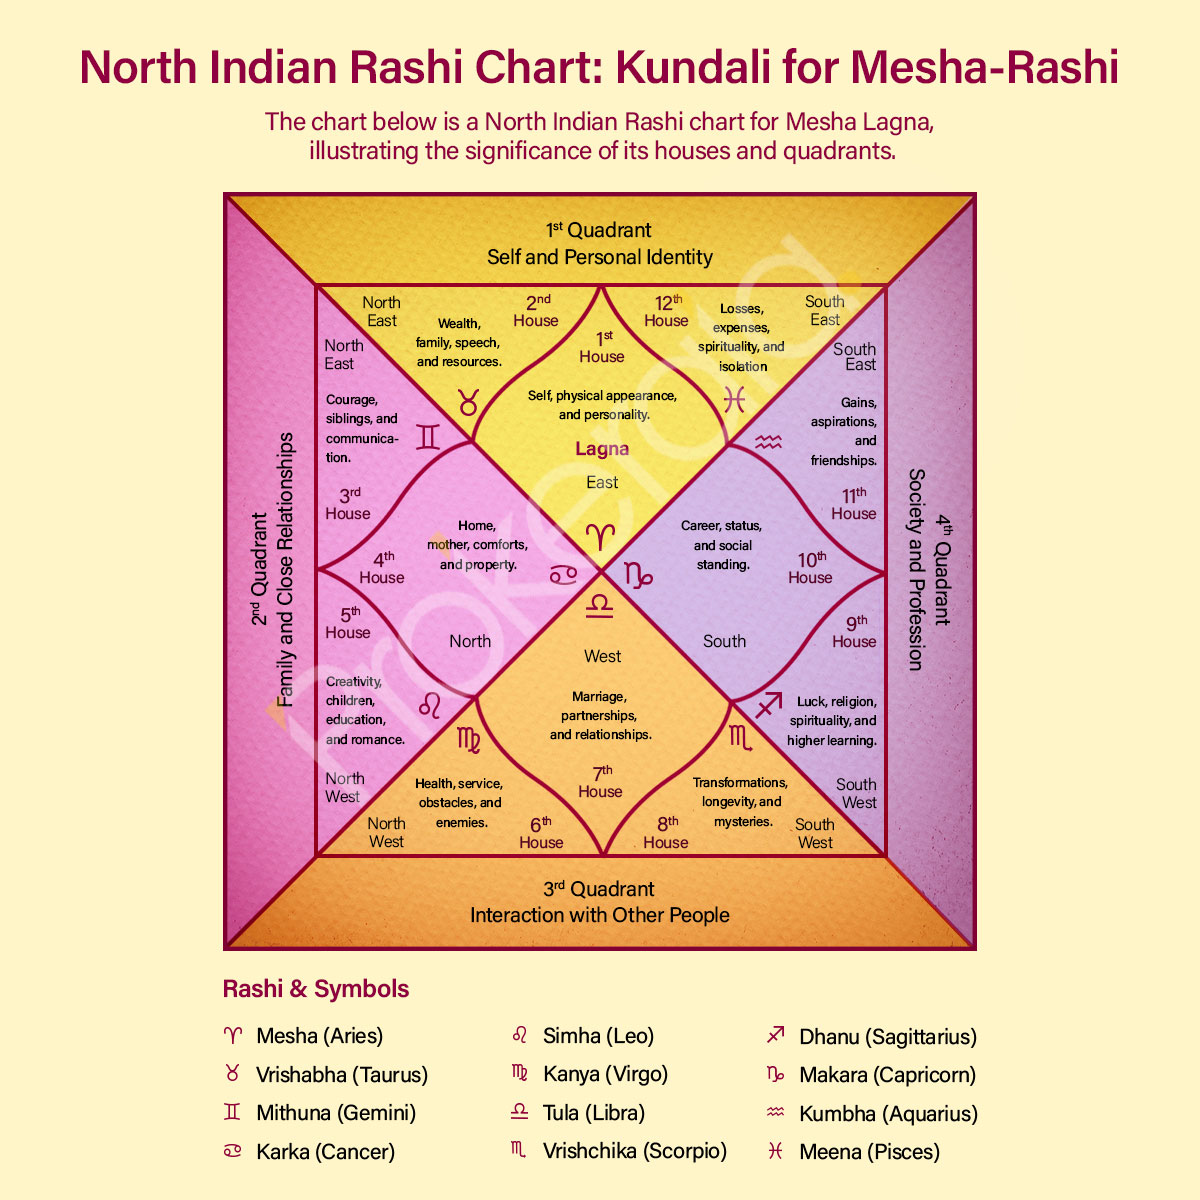 North Indian Rashi Chart: Kundali for Mesha-Rashi
The chart below is a North Indian Rashi chart for Mesha Lagna,
illustrating the significance of its houses and quadrants.
1st Quadrant
Self and Personal Identity
North
East
Wealth,
family, speech,
and resources.
2nd
House
♉
1st
House
Self, physical appearance,
and personality.
Lagna
East
♈
12th
House
Losses,
expenses,
spirituality, and
isolation
♓
South
East
2nd Quadrant
Family and Close Relationships
North
East
Courage,
siblings, and
communica-
tion.
♊
3rd
House
Home,
mother, comforts,
and property.
4th
House
♋
North
5th
House
Creativity,
children,
education,
and romance.
♌
North
West
South
East
Gains,
aspirations,
and
friendships.
♒
11th
House
Career, status,
and social
standing.
10th
House
♑
South
9th
House
♐
Luck, religion,
spirituality, and
higher learning.
South
West
4th Quadrant
Society and Profession
♎
West
Marriage,
partnerships,
and relationships.
7th
House
♍
Health, service,
obstacles, and
enemies.
North
West
6th
House
♏
Transformations,
longevity, and
mysteries.
8th
House
South
West
3rd Quadrant
Interaction with Other People
Prokerala
Rashi & Symbols
♈ Mesha (Aries)
♉ Vrishabha (Taurus)
♊ Mithuna (Gemini)
♋ Karka (Cancer)
♌ Simha (Leo)
♍ Kanya (Virgo)
♎ Tula (Libra)
♏ Vrishchika (Scorpio)
♐ Dhanu (Sagittarius)
♑ Makara (Capricorn)
♒ Kumbha (Aquarius)
♓ Meena (Pisces)